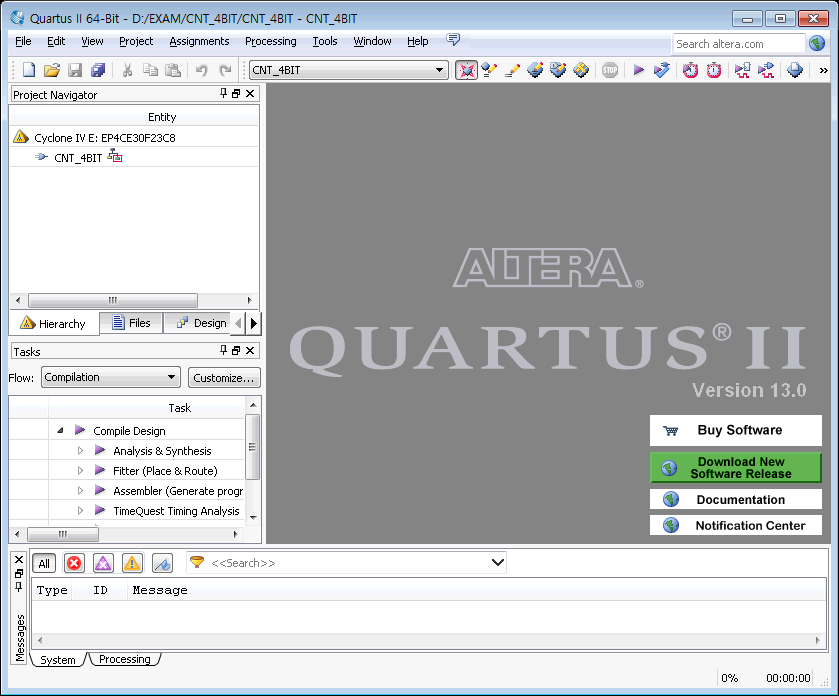 Quartus II 64-Bit - D:/EXAM/CNT_4BIT/CNT_4BIT - CNT_4BIT
File Edit View Project Assignments Processing Tools Window Help
Search altera.com
CNT_4BIT
STOP
»
Project Navigator
Entity
Cyclone IV E: EP4CE30F23C8
CNT_4BIT
Hierarchy Files Design
Tasks
Flow: Compilation Customize...
Task
Compile Design
Analysis & Synthesis
Fitter (Place & Route)
Assembler (Generate progr
TimeQuest Timing Analysis
ALTERA®
QUARTUS® II
Version 13.0
Buy Software
Download New
Software Release
Documentation
Notification Center
All <<Search>>
Type ID Message
Messages
System Processing
0% 00:00:00